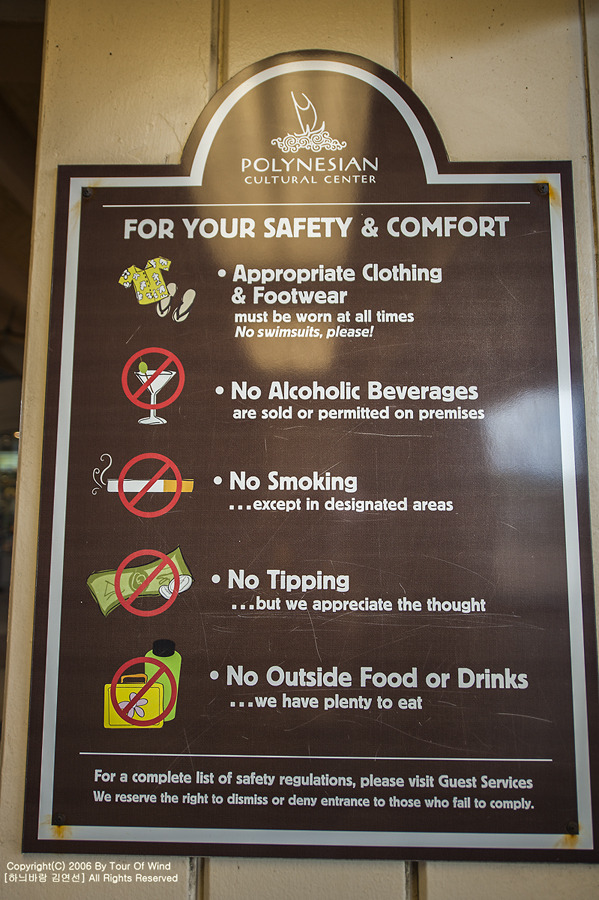 POLYNESIAN
CULTURAL CENTER
FOR YOUR SAFETY & COMFORT
• Appropriate Clothing
& Footwear
must be worn at all times
No swimsuits, please!
• No Alcoholic Beverages
are sold or permitted on premises
• No Smoking
...except in designated areas
• No Tipping
...but we appreciate the thought
• No Outside Food or Drinks
...we have plenty to eat
For a complete list of safety regulations, please visit Guest Services
We reserve the right to dismiss or deny entrance to those who fail to comply.
Copyright(C) 2006 By Tour Of Wind
[하늬바람 김연선] All Rights Reserved